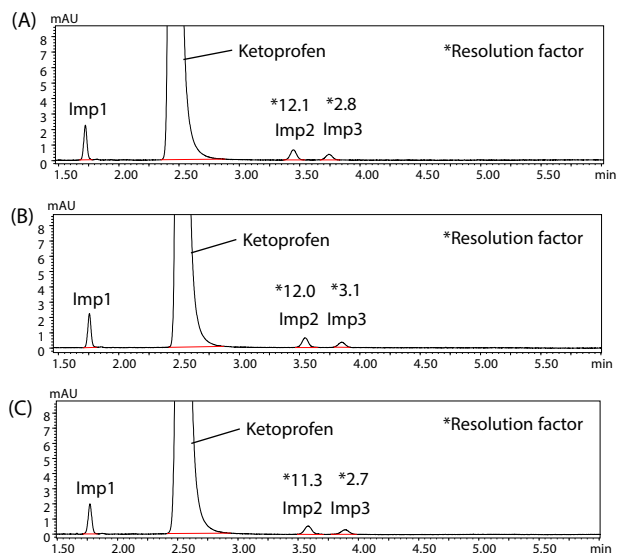 (A)
mAU
8
7
6
5
4
3
2
1
0
Imp1
Ketoprofen
*Resolution factor
*12.1 *2.8
Imp2 Imp3
1.50 2.00 2.50 3.00 3.50 4.00 4.50 5.00 5.50 min
(B)
mAU
8
7
6
5
4
3
2
1
0
Imp1
Ketoprofen
*Resolution factor
*12.0 *3.1
Imp2 Imp3
1.50 2.00 2.50 3.00 3.50 4.00 4.50 5.00 5.50 min
(C)
mAU
8
7
6
5
4
3
2
1
0
Imp1
Ketoprofen
*Resolution factor
*11.3 *2.7
Imp2 Imp3
1.50 2.00 2.50 3.00 3.50 4.00 4.50 5.00 5.50 min